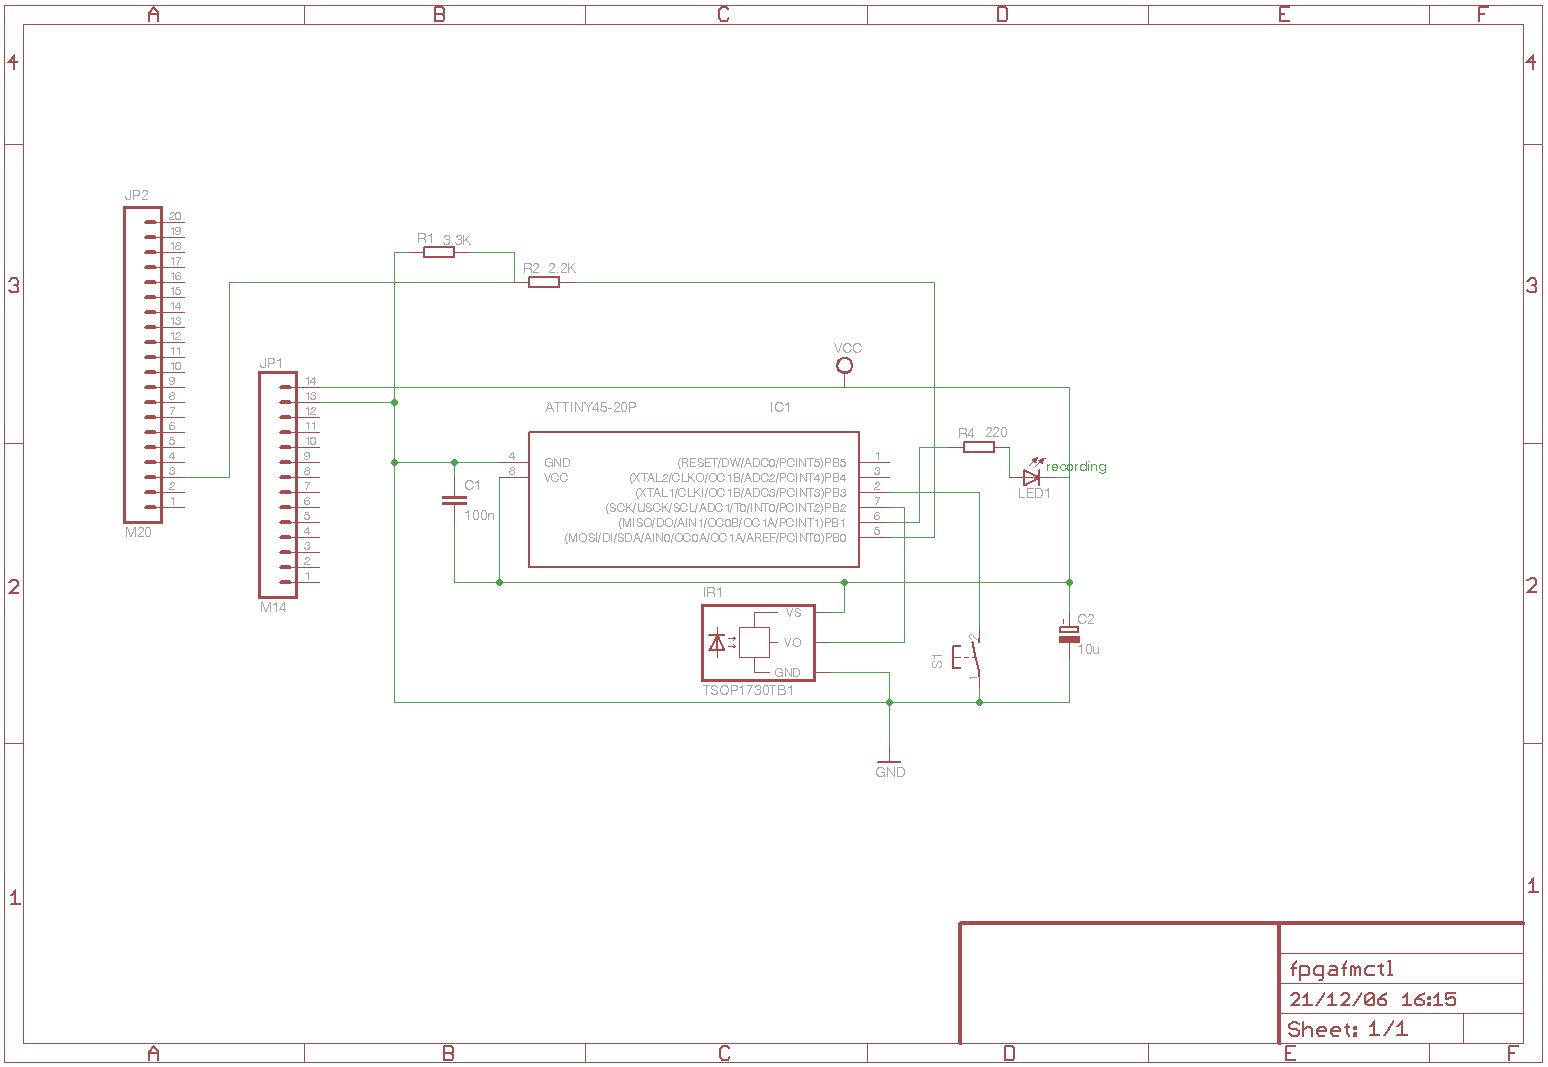 A B C D E F
4 4
JP2
20
19
18
17
16
15
14
13
12
11
10
9
8
7
6
5
4
3
2
1
M20
R1 3.3K
R2 2.2K
3 3
VCC
JP1
14
13
12
11
10
9
8
7
6
5
4
3
2
1
M14
ATTINY45-20P IC1
4 GND
8 VCC
(RESET/DW/ADC0/PCINT5)PB5 1
(XTAL2/CLKO/OC1B/ADC2/PCINT4)PB4 3
(XTAL1/CLKI/OC1B/ADC3/PCINT3)PB3 2
(SCK/USCK/SCL/ADC1/T0/INT0/PCINT2)PB2 7
(MISO/DO/AIN1/OC0B/OC1A/PCINT1)PB1 6
(MOSI/DI/SDA/AIN0/OC0A/OC1A/AREF/PCINT0)PB0 5
R4 220
recording
LED1
C1
100n
2 2
IR1
VS
VO
GND
TSOP1730TB1
S1
2
1
C2
10u
GND
1 1
fpgafmctl
21/12/06 16:15
Sheet: 1/1
A B C D E F